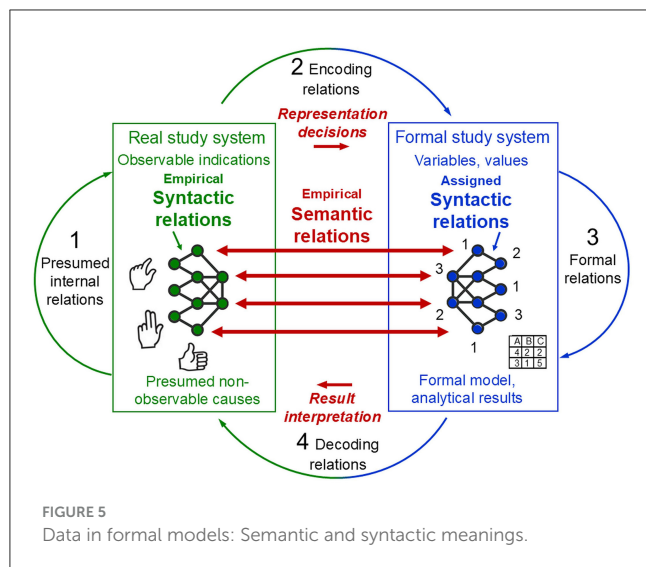 2 Encoding
relations
Representation
decisions
Real study system
Observable indications
Empirical
Syntactic
relations
Formal study system
Variables, values
Assigned
Syntactic
relations
Empirical
Semantic
relations
1
Presumed
internal
relations
3
Formal
relations
1
2
3
1
2
3
1
A B C
4 2 2
3 1 5
Presumed non-
observable causes
Formal model,
analytical results
Result
interpretation
4 Decoding
relations
FIGURE 5
Data in formal models: Semantic and syntactic meanings.